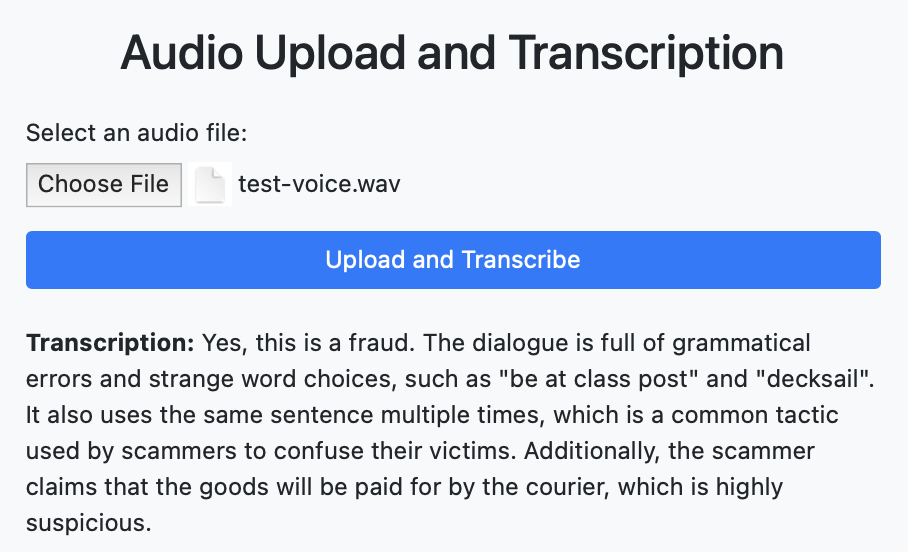 Audio Upload and Transcription
Select an audio file:
Choose File test-voice.wav
Upload and Transcribe
Transcription: Yes, this is a fraud. The dialogue is full of grammatical
errors and strange word choices, such as "be at class post" and "decksail".
It also uses the same sentence multiple times, which is a common tactic
used by scammers to confuse their victims. Additionally, the scammer
claims that the goods will be paid for by the courier, which is highly
suspicious.